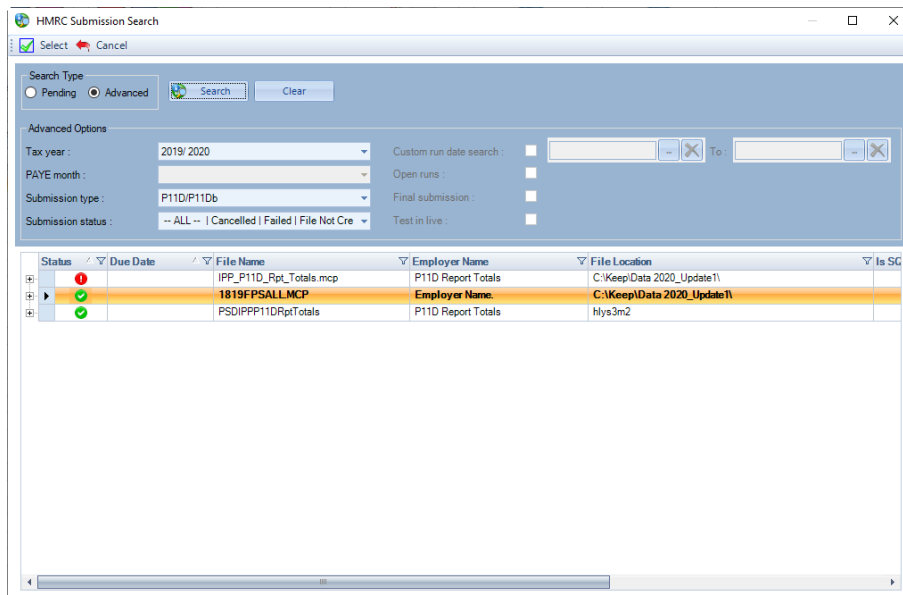 HMRC Submission Search
Select Cancel
Search Type
Pending Advanced Search Clear
Advanced Options
Tax year : 2019/ 2020 Custom run date search : ... To : ...
PAYE month : Open runs :
Submission type : P11D/P11Db Final submission :
Submission status : -- ALL -- | Cancelled | Failed | File Not Cre Test in live :
Status Due Date File Name Employer Name File Location Is SQ
IPP_P11D_Rpt_Totals.mcp P11D Report Totals C:\Keep\Data 2020_Update1\
1819FPSALL.MCP Employer Name. C:\Keep\Data 2020_Update1\
PSDIPPP11DRptTotals P11D Report Totals hlys3m2